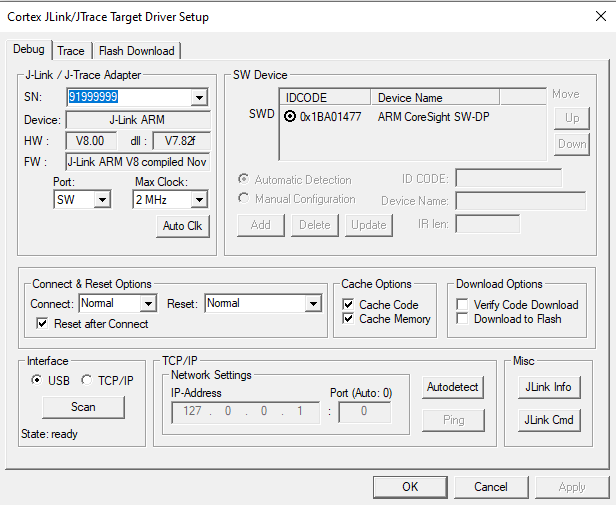 Cortex JLink/JTrace Target Driver Setup
Debug Trace Flash Download
J-Link / J-Trace Adapter
SN: 91999999
Device: J-Link ARM
HW : V8.00 dll : V7.82f
FW : J-Link ARM V8 compiled Nov
Port: Max Clock:
SW 2 MHz
Auto Clk
SW Device
IDCODE Device Name Move
SWD 0x1BA01477 ARM CoreSight SW-DP Up
Down
Automatic Detection ID CODE:
Manual Configuration Device Name:
Add Delete Update IR len:
Connect & Reset Options
Connect: Normal Reset: Normal
Reset after Connect
Cache Options
Cache Code
Cache Memory
Download Options
Verify Code Download
Download to Flash
Interface
USB TCP/IP
Scan
State: ready
TCP/IP
Network Settings
IP-Address Port (Auto: 0)
127 . 0 . 0 . 1 : 0
Autodetect
Ping
Misc
JLink Info
JLink Cmd
OK Cancel Apply